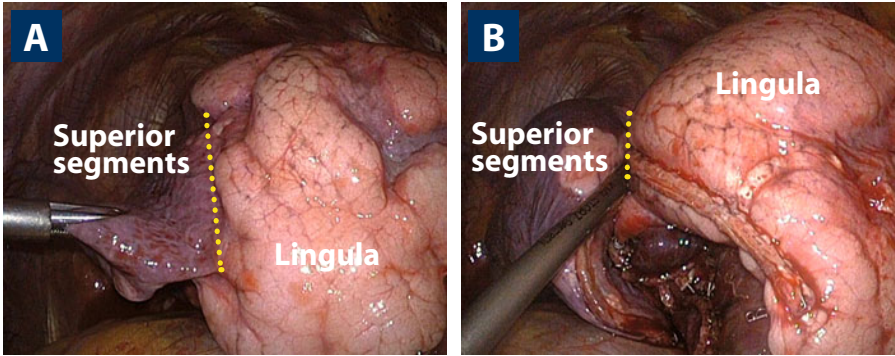 A
Superior
segments
Lingula
B
Lingula
Superior
segments